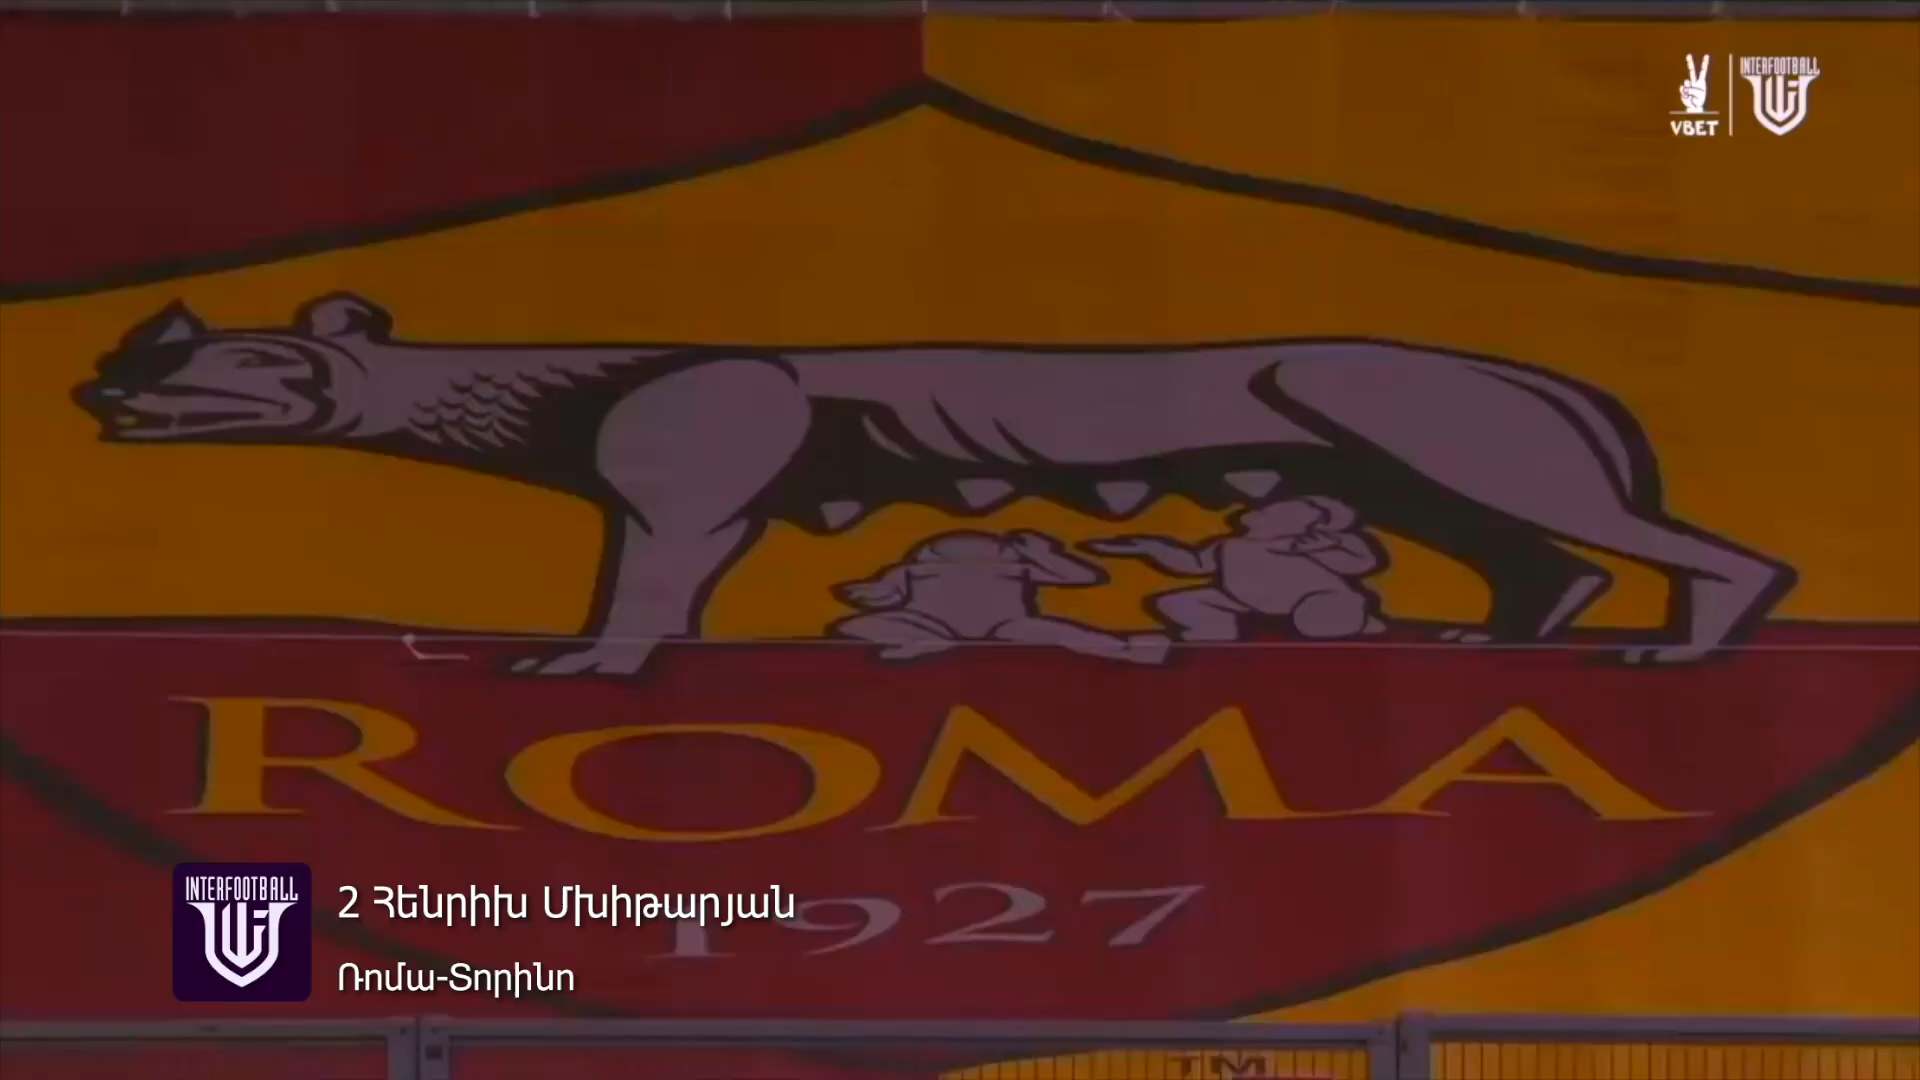 INTERFOOTBALL
VBET
ROMA
1927
INTERFOOTBALL
2 Հենրիխ Մխիթարյան
Ռոմա-Տորինո
TM